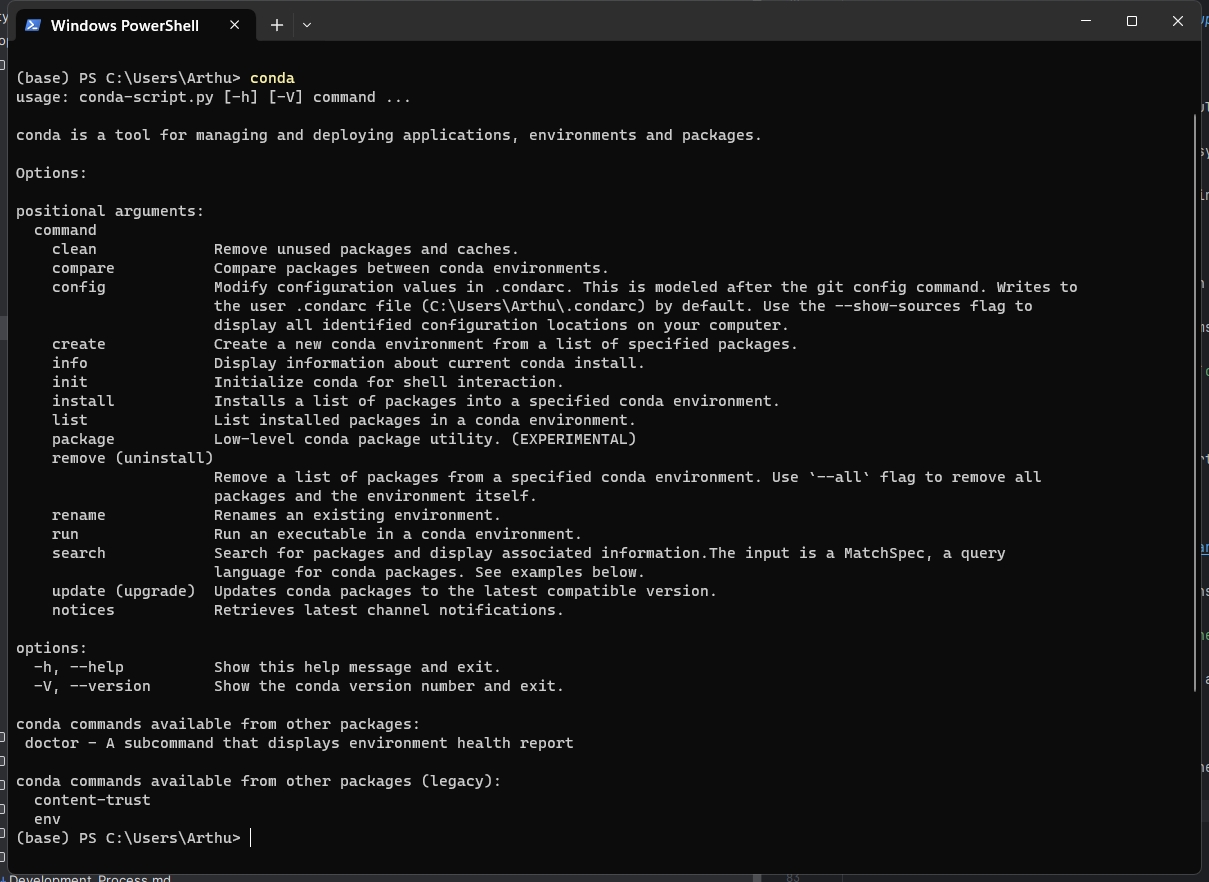 Windows PowerShell
(base) PS C:\Users\Arthu> conda
usage: conda-script.py [-h] [-V] command ...
conda is a tool for managing and deploying applications, environments and packages.
Options:
positional arguments:
command
clean Remove unused packages and caches.
compare Compare packages between conda environments.
config Modify configuration values in .condarc. This is modeled after the git config command. Writes to
the user .condarc file (C:\Users\Arthu\.condarc) by default. Use the --show-sources flag to
display all identified configuration locations on your computer.
create Create a new conda environment from a list of specified packages.
info Display information about current conda install.
init Initialize conda for shell interaction.
install Installs a list of packages into a specified conda environment.
list List installed packages in a conda environment.
package Low-level conda package utility. (EXPERIMENTAL)
remove (uninstall)
Remove a list of packages from a specified conda environment. Use `--all` flag to remove all
packages and the environment itself.
rename Renames an existing environment.
run Run an executable in a conda environment.
search Search for packages and display associated information.The input is a MatchSpec, a query
language for conda packages. See examples below.
update (upgrade) Updates conda packages to the latest compatible version.
notices Retrieves latest channel notifications.
options:
-h, --help Show this help message and exit.
-V, --version Show the conda version number and exit.
conda commands available from other packages:
doctor - A subcommand that displays environment health report
conda commands available from other packages (legacy):
content-trust
env
(base) PS C:\Users\Arthu>
Development Process.md
83